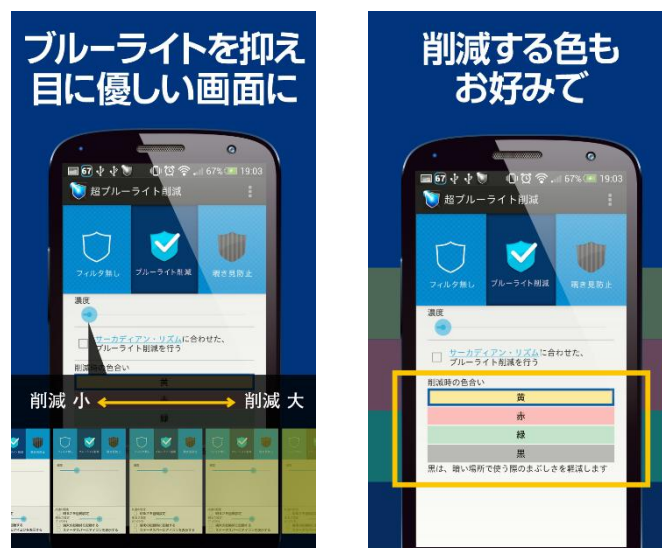 ブルーライトを抑え
目に優しい画面に
67 67% 19:03
超ブルーライト削減
フィルタ無し ブルーライト削減 覗き見防止
濃度
サーカディアン・リズムに合わせた、
ブルーライト削減を行う
削減時の色合い
黄
削減 小 削減 大
削減する色も
お好みで
67 67% 19:03
超ブルーライト削減
フィルタ無し ブルーライト削減 覗き見防止
濃度
サーカディアン・リズムに合わせた、
ブルーライト削減を行う
削減時の色合い
黄
赤
緑
黒
黒は、暗い場所で使う際のまぶしさを軽減します